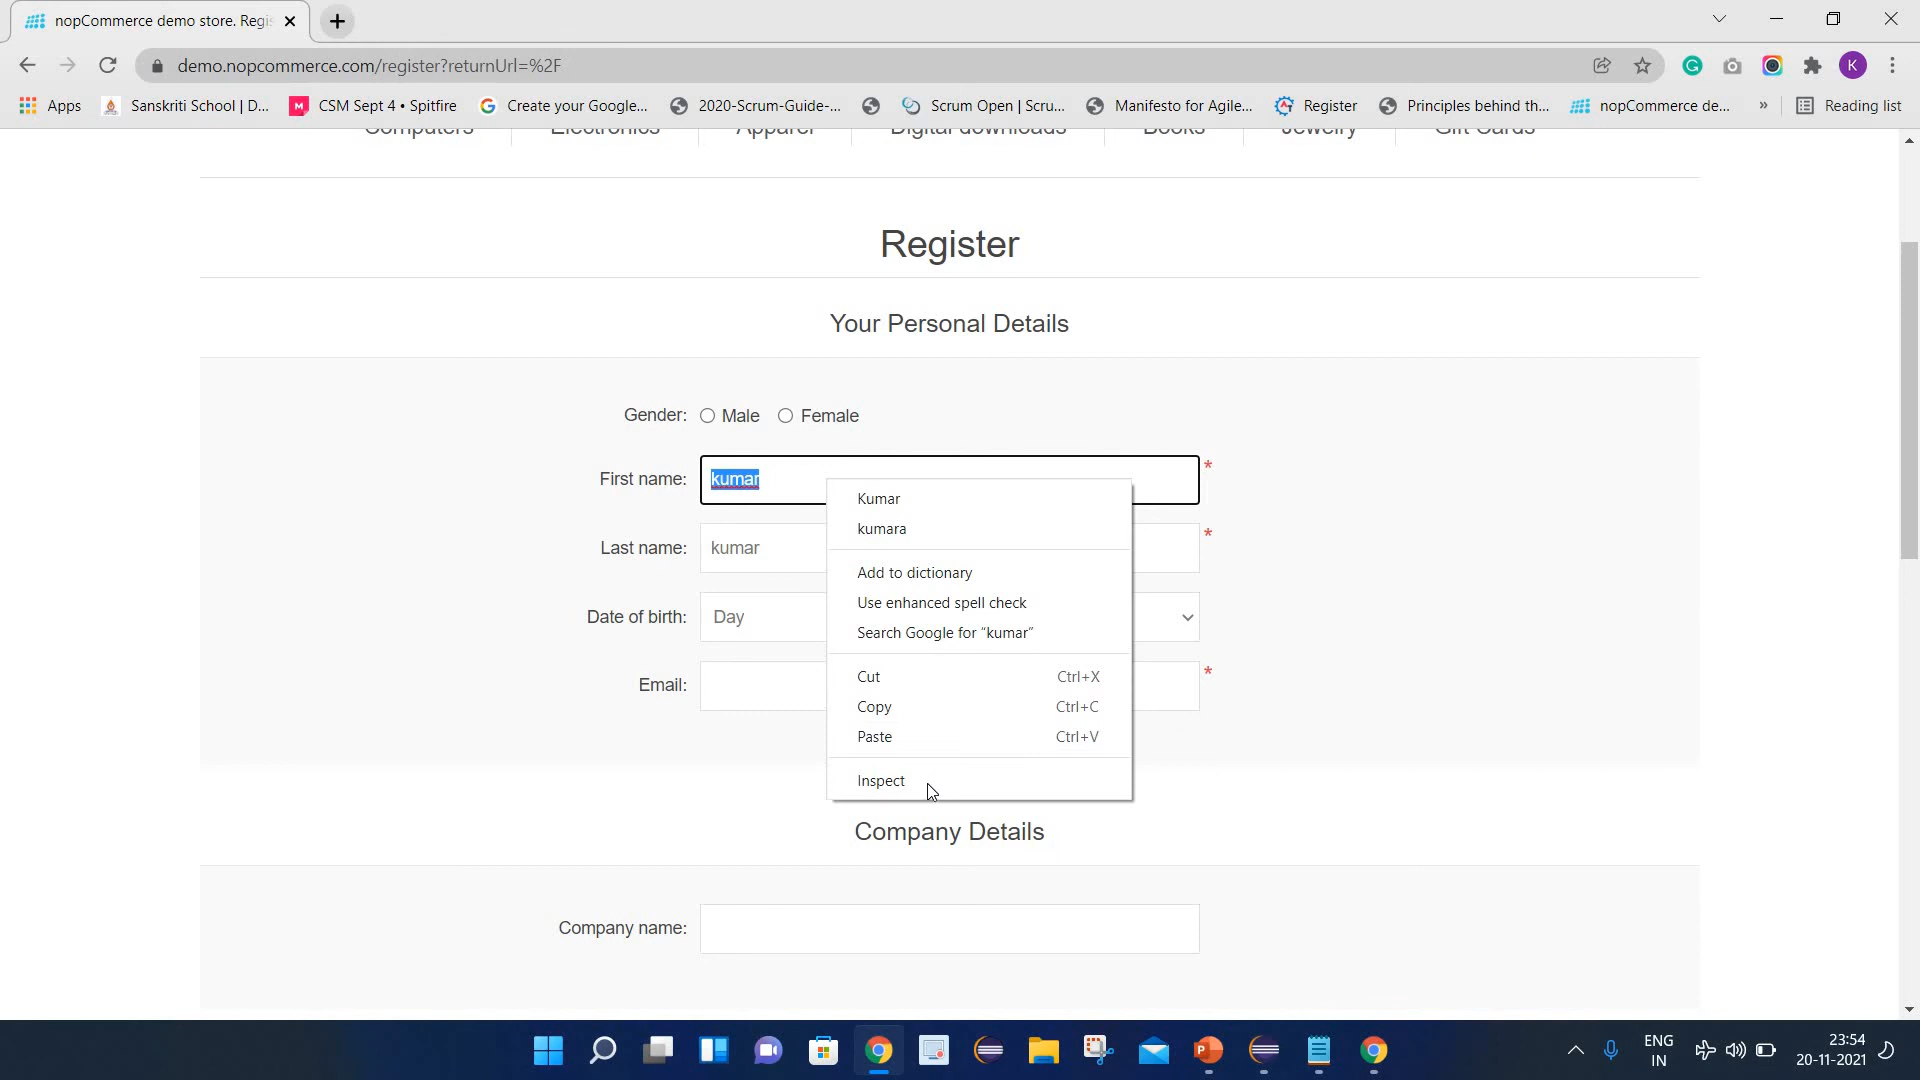 nopCommerce demo store. Regis
demo.nopcommerce.com/register?returnUrl=%2F
K
Apps
Sanskriti School | D...
CSM Sept 4 • Spitfire
Create your Google...
2020-Scrum-Guide-...
Scrum Open | Scru...
Manifesto for Agile...
Register
Principles behind th...
nopCommerce de...
»
Reading list
Computers
Electronics
Apparel
Digital downloads
Books
Jewelry
Gift Cards
Register
Your Personal Details
Gender: Male Female
First name: kumar *
Last name: kumar *
Date of birth: Day
Email: *
Kumar
kumara
Add to dictionary
Use enhanced spell check
Search Google for “kumar”
Cut Ctrl+X
Copy Ctrl+C
Paste Ctrl+V
Inspect
Company Details
Company name:
ENG
IN
23:54
20-11-2021